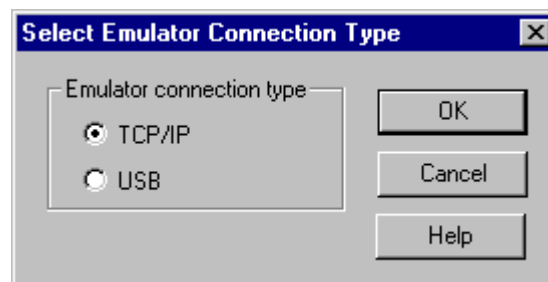 Select Emulator Connection Type
Emulator connection type
TCP/IP
USB
OK
Cancel
Help